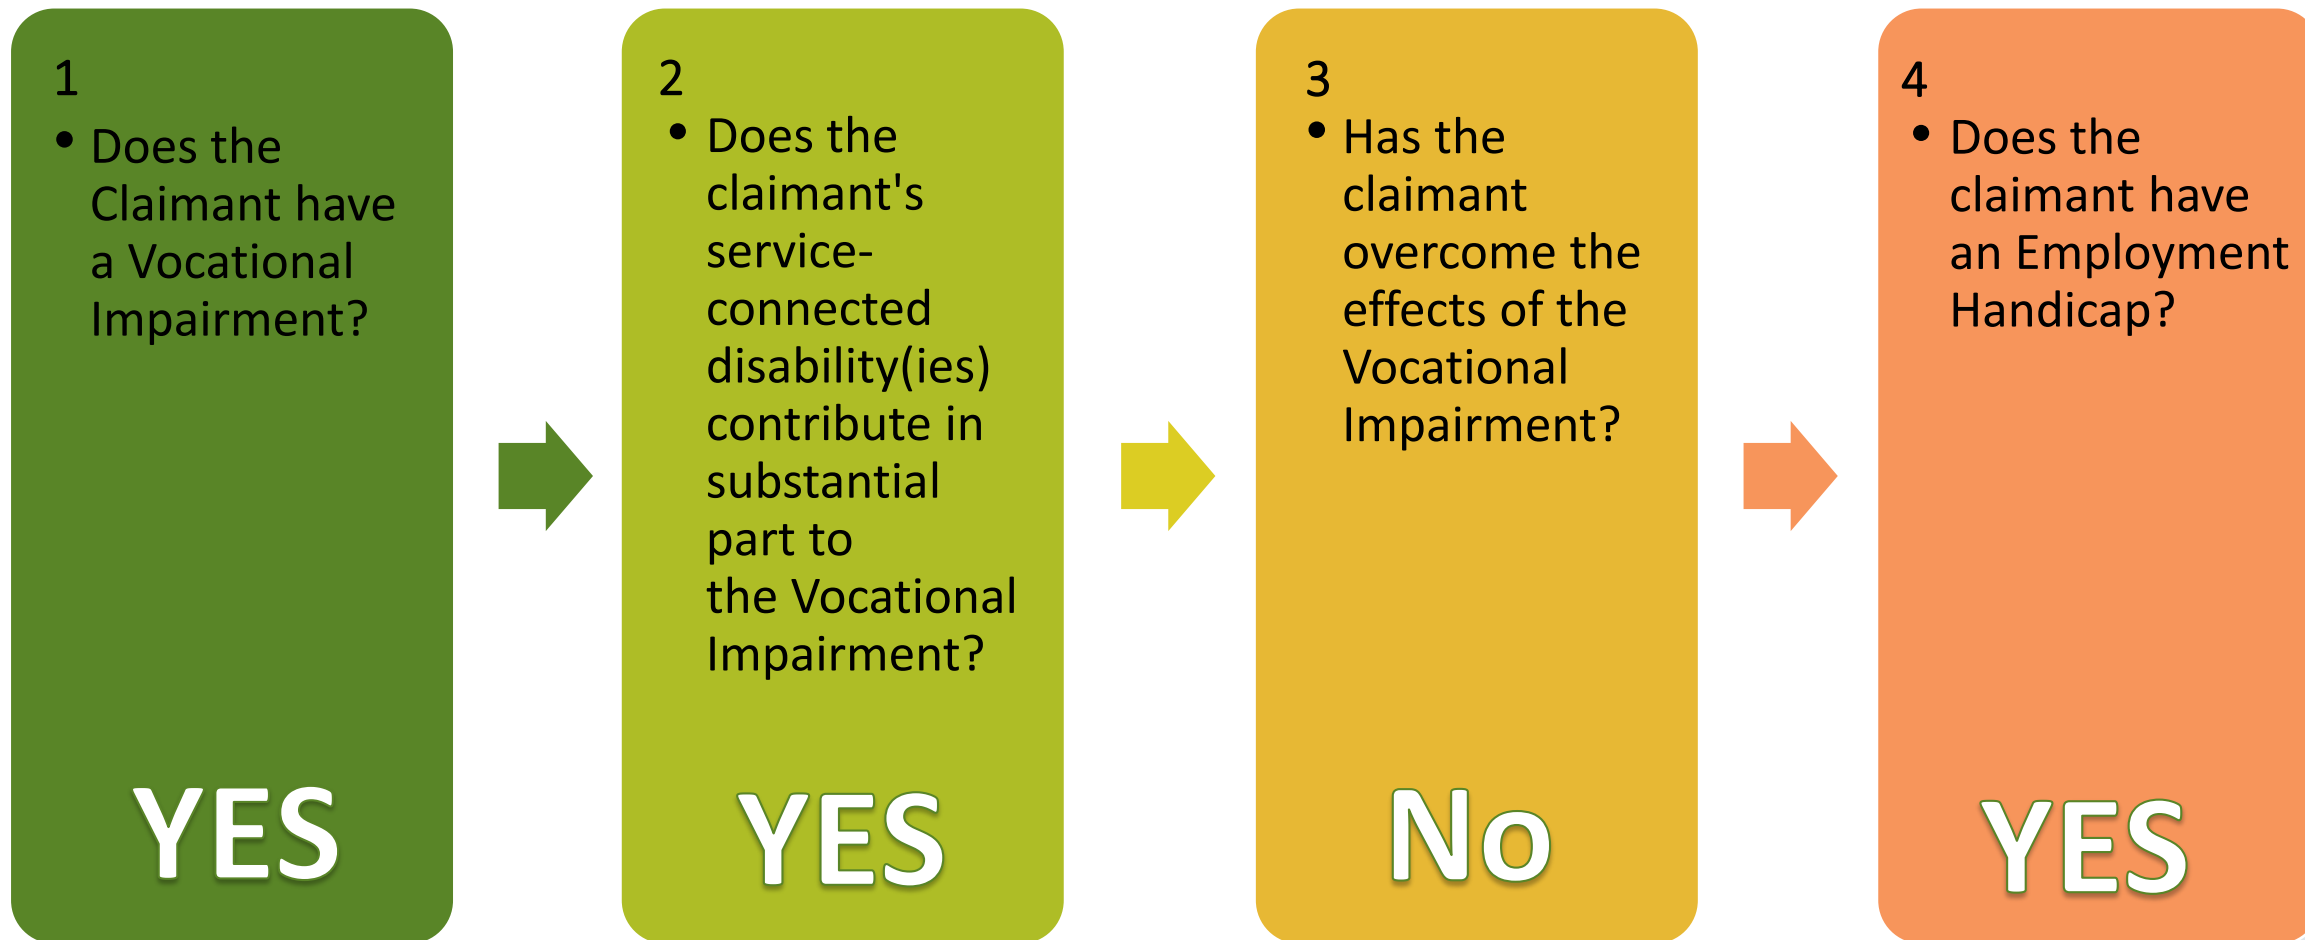 1
• Does the
Claimant have
a Vocational
Impairment?
YES
2
• Does the
claimant's
service-
connected
disability(ies)
contribute in
substantial
part to
the Vocational
Impairment?
YES
3
• Has the
claimant
overcome the
effects of the
Vocational
Impairment?
No
4
• Does the
claimant have
an Employment
Handicap?
YES